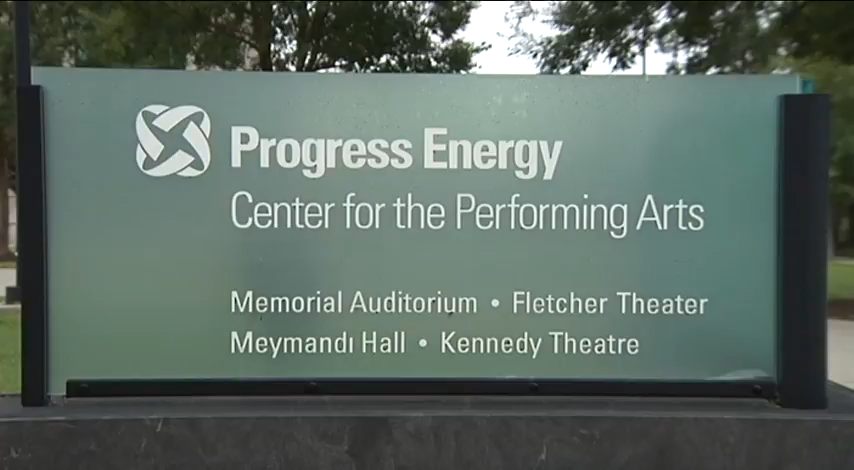 Progress Energy
Center for the Performing Arts
Memorial Auditorium • Fletcher Theater
Meymandi Hall • Kennedy Theatre